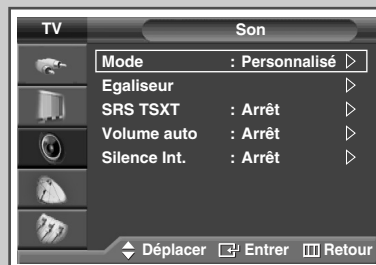 TV Son
Mode : Personnalisé
Egaliseur
SRS TSXT : Arrêt
Volume auto : Arrêt
Silence Int. : Arrêt
Déplacer Entrer Retour